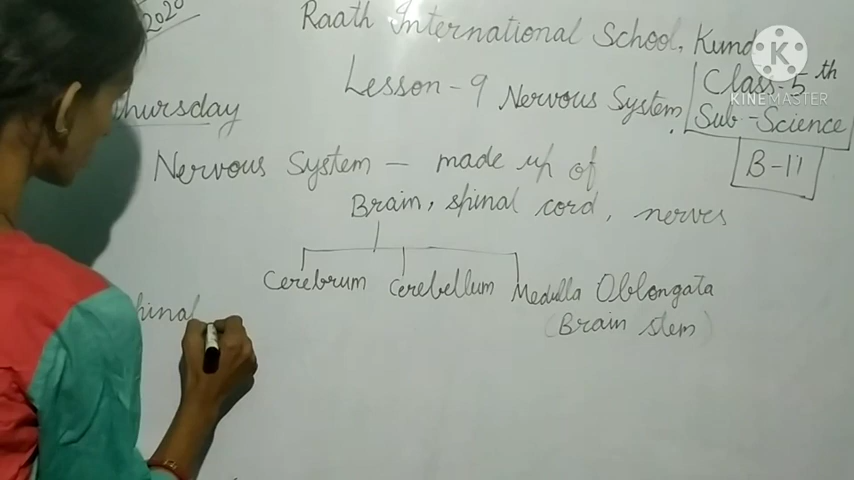 2020
Raath International School, Kund
Lesson - 9 Nervous System
Class - 5th
Sub - Science
B-11
KINEMASTER
Thursday
Nervous System - made up of
Brain, spinal cord, nerves
Cerebrum Cerebellum Medulla Oblongata
(Brain stem)
pinal